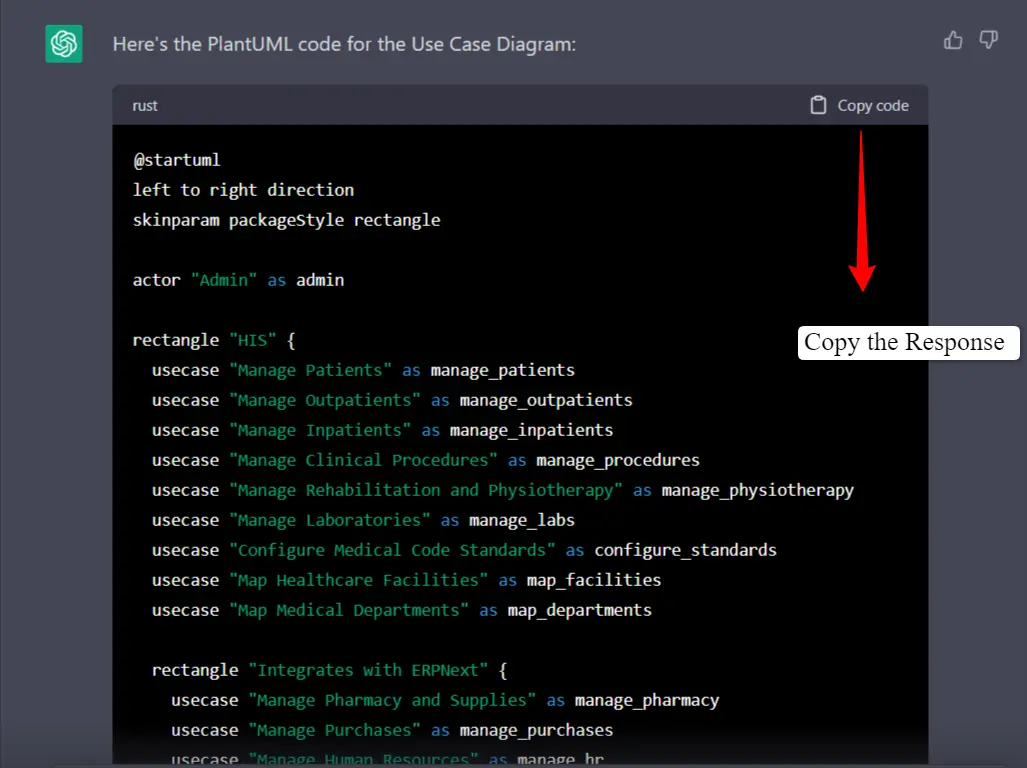 Here's the PlantUML code for the Use Case Diagram:
rust
Copy code
@startuml
left to right direction
skinparam packageStyle rectangle
actor "Admin" as admin
rectangle "HIS" {
usecase "Manage Patients" as manage_patients
Copy the Response
usecase "Manage Outpatients" as manage_outpatients
usecase "Manage Inpatients" as manage_inpatients
usecase "Manage Clinical Procedures" as manage_procedures
usecase "Manage Rehabilitation and Physiotherapy" as manage_physiotherapy
usecase "Manage Laboratories" as manage_labs
usecase "Configure Medical Code Standards" as configure_standards
usecase "Map Healthcare Facilities" as map_facilities
usecase "Map Medical Departments" as map_departments
rectangle "Integrates with ERPNext" {
usecase "Manage Pharmacy and Supplies" as manage_pharmacy
usecase "Manage Purchases" as manage_purchases
usecase "Manage Human Resources" as manage_hr